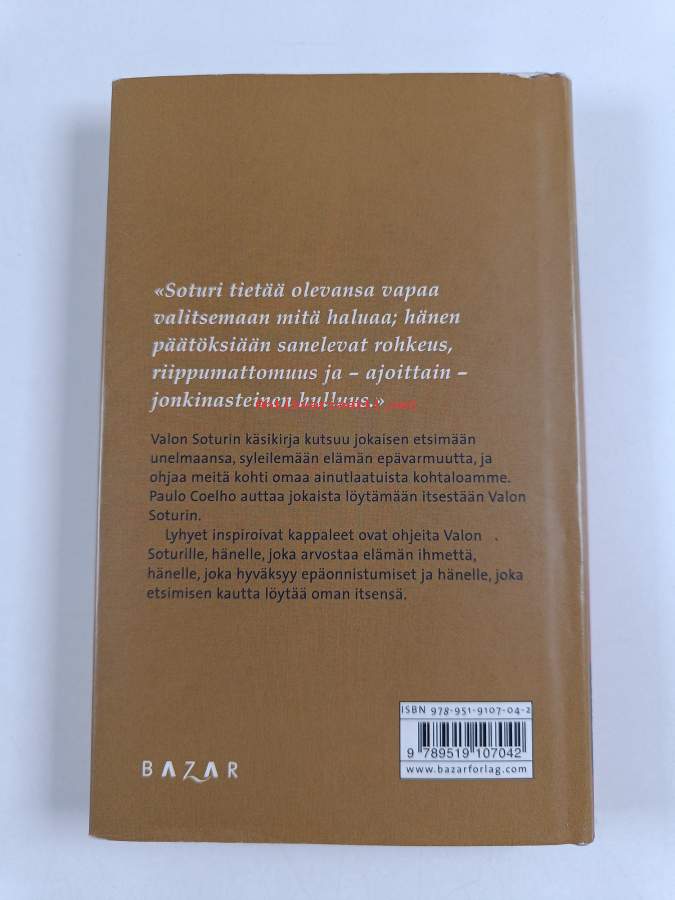 «Soturi tietää olevansa vapaa
valitsemaan mitä haluaa; hänen
päätöksiään sanelevat rohkeus,
riippumattomuus ja – ajoittain –
jonkinasteinen hulluus.»
Valon Soturin käsikirja kutsuu jokaisen etsimään
unelmaansa, syleilemään elämän epävarmuutta, ja
ohjaa meitä kohti omaa ainutlaatuista kohtaloamme.
Paulo Coelho auttaa jokaista löytämään itsestään Valon
Soturin.
Lyhyet inspiroivat kappaleet ovat ohjeita Valon
Soturille, hänelle, joka arvostaa elämän ihmettä,
hänelle, joka hyväksyy epäonnistumiset ja hänelle, joka
etsimisen kautta löytää oman itsensä.
ISBN 978-951-9107-04-2
9 789519 107042
www.bazarforlag.com
BAZAR